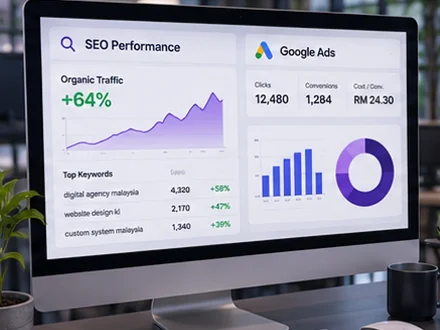 SEO Performance
Organic Traffic
+64%
Top Keywords
digital agency malaysia 4,320 +58%
website design kl 2,170 +47%
custom system malaysia 1,340 +39%
Google Ads
Clicks Conversions Cost / Conv.
12,480 1,284 RM 24.30